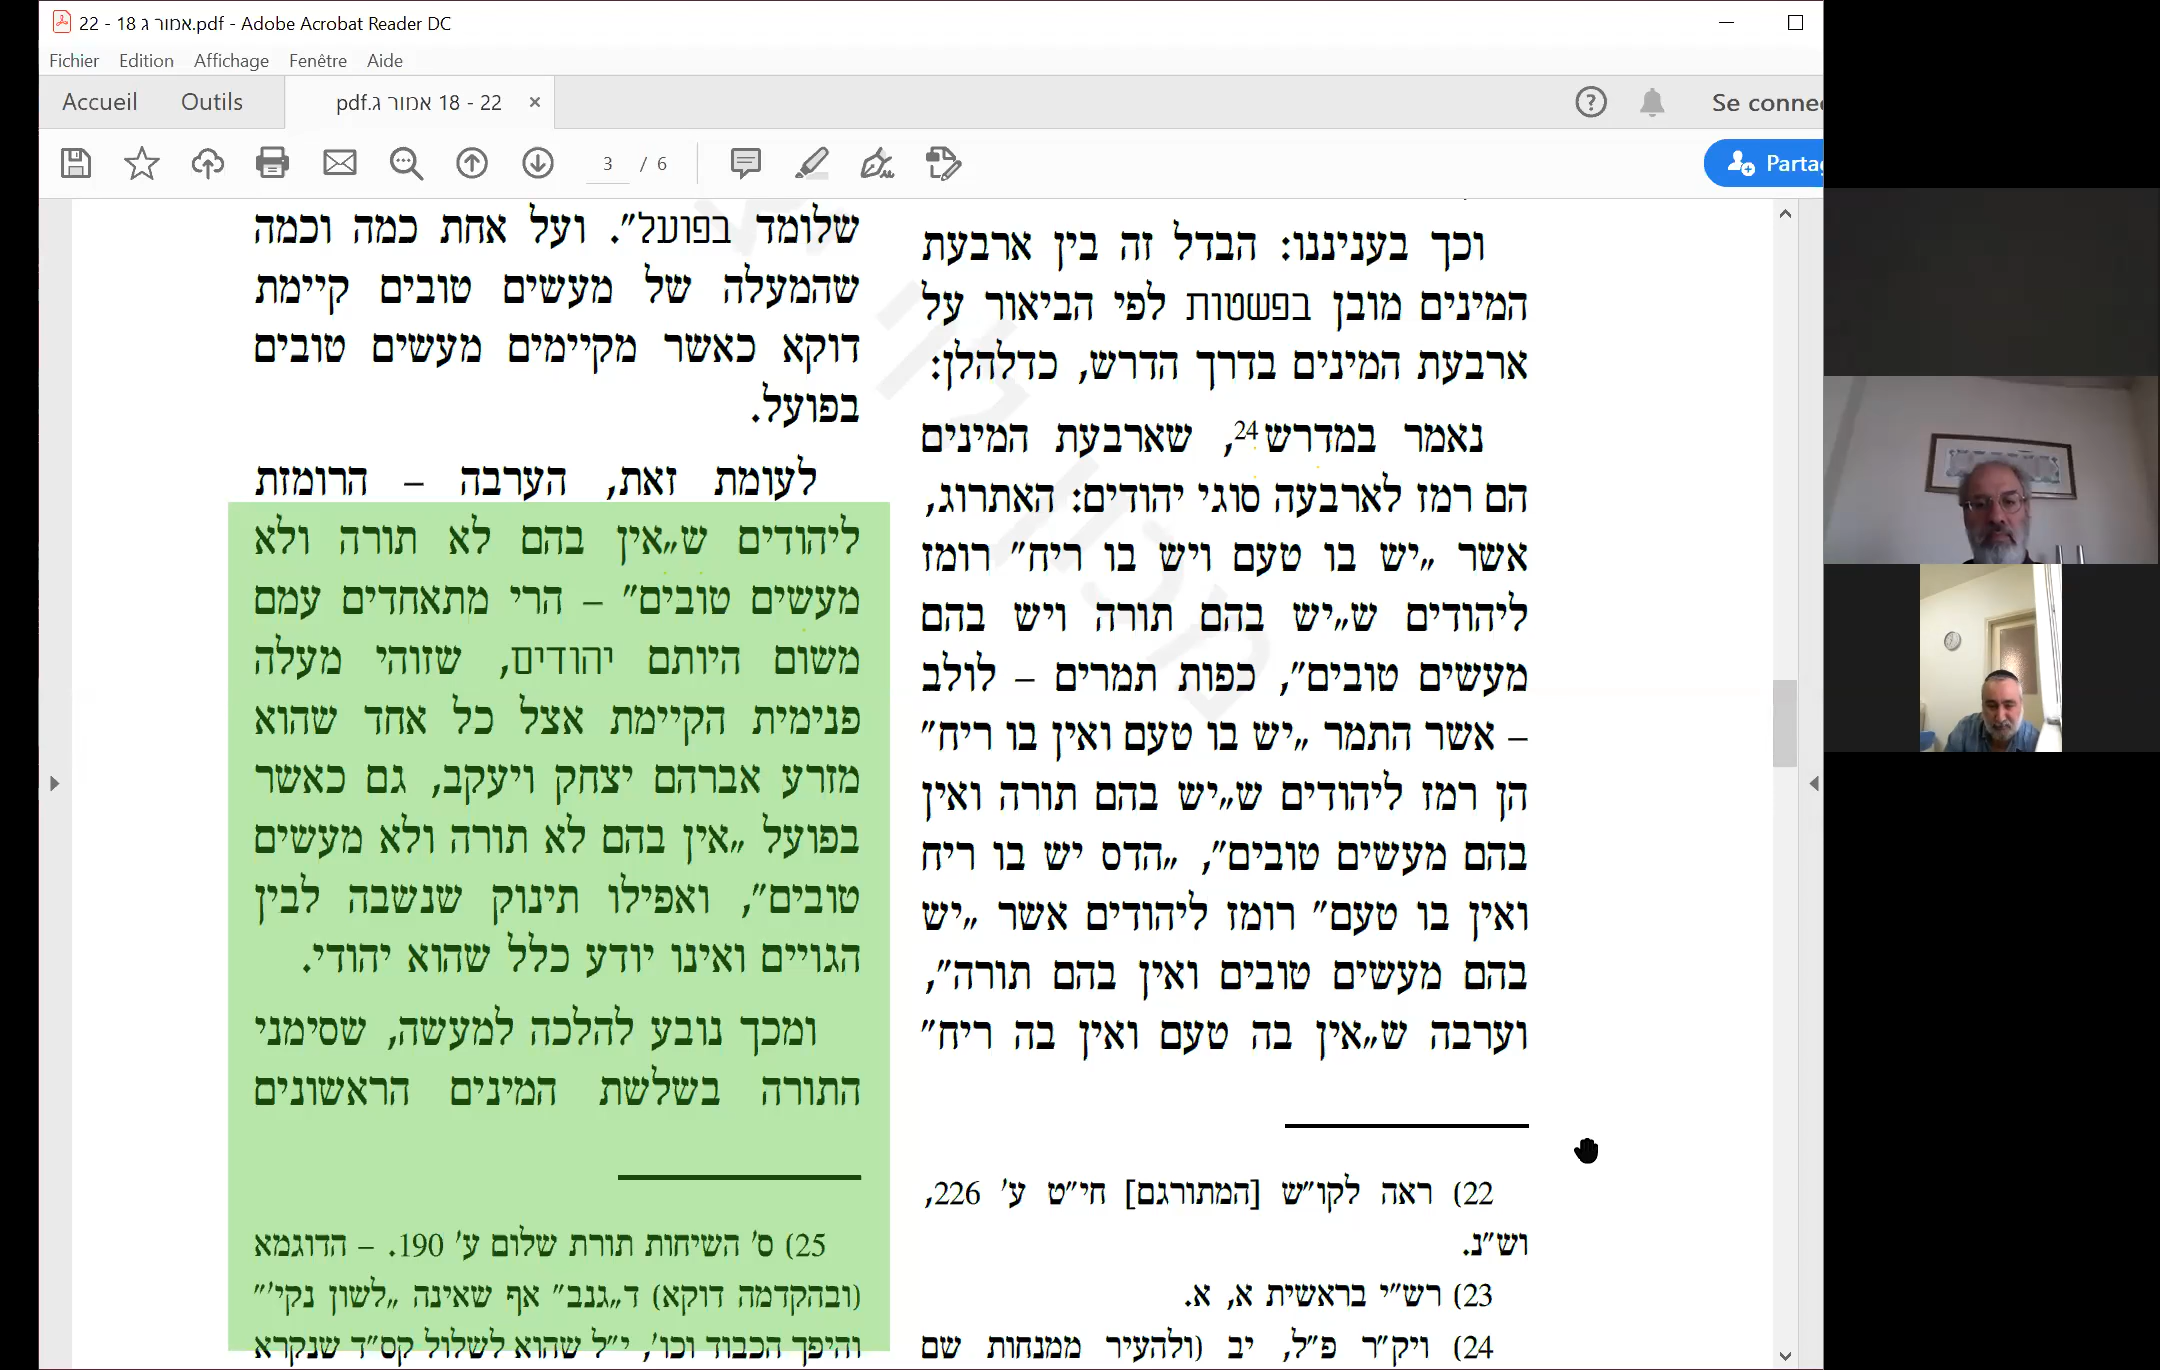 22 - 18 אמור ג.pdf - Adobe Acrobat Reader DC
Fichier Edition Affichage Fenêtre Aide
Accueil Outils
22 - 18 אמור ג.pdf ×
Se conne
3 / 6
Parta
וכך בעניננו: הבדל זה בין ארבעת
המינים מובן בפשטות לפי הביאור על
ארבעת המינים בדרך הדרש, כדלהלן:
נאמר במדרש24, שארבעת המינים
הם רמז לארבעה סוגי יהודים: האתרוג,
אשר „יש בו טעם ויש בו ריח״ רומז
ליהודים ש„יש בהם תורה ויש בהם
מעשים טובים״, כפות תמרים – לולב
– אשר התמר „יש בו טעם ואין בו ריח״
הן רמז ליהודים ש„יש בהם תורה ואין
בהם מעשים טובים״, „הדס יש בו ריח
ואין בו טעם״ רומז ליהודים אשר „יש
בהם מעשים טובים ואין בהם תורה״,
וערבה ש„אין בה טעם ואין בה ריח״
22) ראה לקו״ש [המתורגם] חי״ט ע׳ 226,
וש״נ.
23) רש״י בראשית א, א.
24) ויק״ר פ״ל, יב (ולהעיר ממנחות שם
שלומד בפועל״. ועל אחת כמה וכמה
שהמעלה של מעשים טובים קיימת
דוקא כאשר מקיימים מעשים טובים
בפועל.
לעומת זאת, הערבה – הרומזת
ליהודים ש„אין בהם לא תורה ולא
מעשים טובים״ – הרי מתאחדים עמם
משום היותם יהודים, שזוהי מעלה
פנימית הקיימת אצל כל אחד שהוא
מזרע אברהם יצחק ויעקב, גם כאשר
בפועל „אין בהם לא תורה ולא מעשים
טובים״, ואפילו תינוק שנשבה לבין
הגויים ואינו יודע כלל שהוא יהודי.
ומכך נובע להלכה למעשה, שסימני
התורה בשלשת המינים הראשונים
25) ס׳ השיחות תורת שלום ע׳ 190. – הדוגמא
(ובהקדמה דוקא) ד„גנב״ אף שאינה „לשון נקי׳״
והיפך הכבוד וכו׳, י״ל שהוא לשלול קס״ד שנקרא